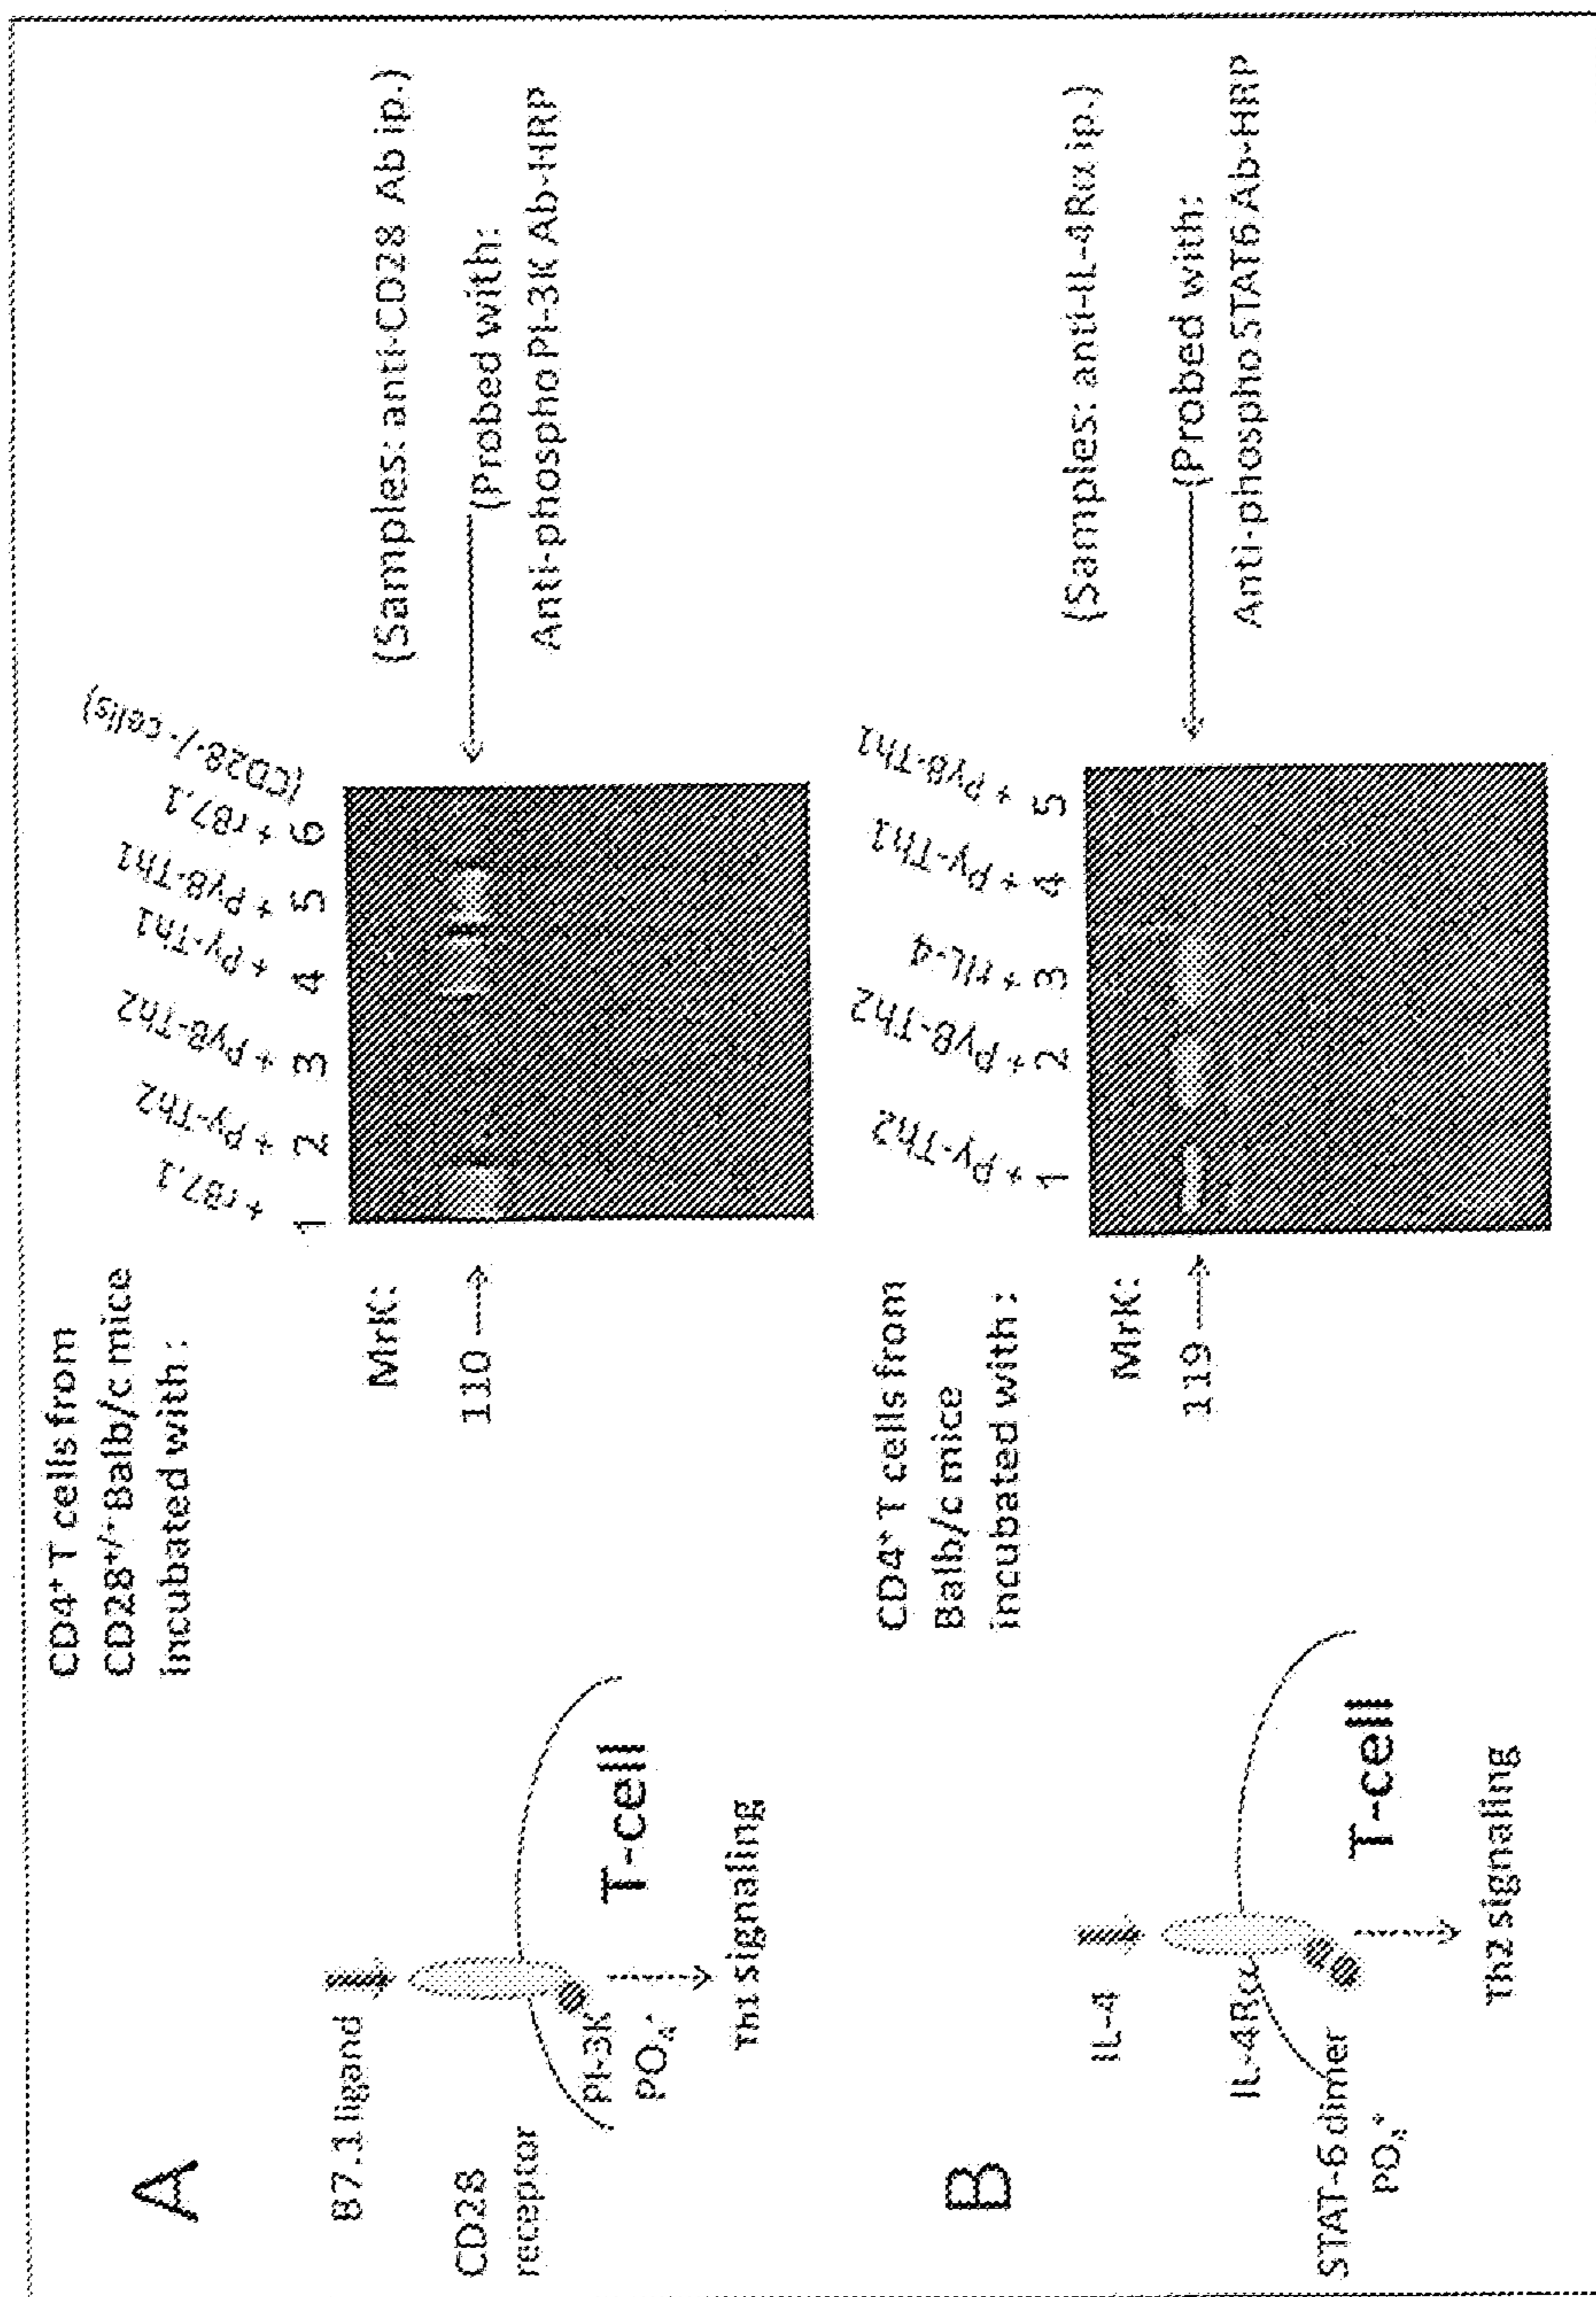 A
B7.1 ligand
CD28
receptor
PI-3K
PO₄⁺
T-cell
Th1 signaling
CD4⁺ T cells from
CD28⁺/⁺Balb/c mice
incubated with :
+ rB7.1
+ Py-Th2
+ PyB-Th2
+ Py-Th1
+ PyB-Th1
+ rB7.1
(CD28-/-cells)
1 2 3 4 5 6
MrK:
110
(Samples: anti-CD28 Ab ip.)
(Probed with:
Anti-phospho PI-3K Ab-HRP
B
IL-4
IL-4Rα
STAT-6 dimer
PO₄⁺
T-cell
Th2 signaling
CD4⁺ T cells from
Balb/c mice
incubated with :
+ Py-Th2
+ PyB-Th2
+ rIL-4
+ Py-Th1
+ PyB-Th1
1 2 3 4 5
MrK:
119
(Samples: anti-IL-4Rα ip.)
(Probed with:
Anti-phospho STAT6 Ab-HRP